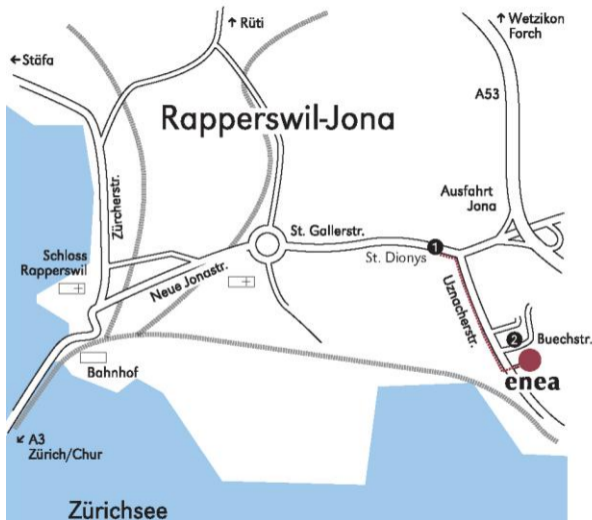 ↑ Rüti
↑ Wetzikon
Forch
← Stäfa
A53
Rapperswil-Jona
Ausfahrt
Jona
Zürcherstr.
St. Gallerstr.
1
St. Dionys
Schloss
Rapperswil
Neue Jonastr.
Uznacherstr.
2
Buechstr.
enea
Bahnhof
↙ A3
Zürich/Chur
Zürichsee